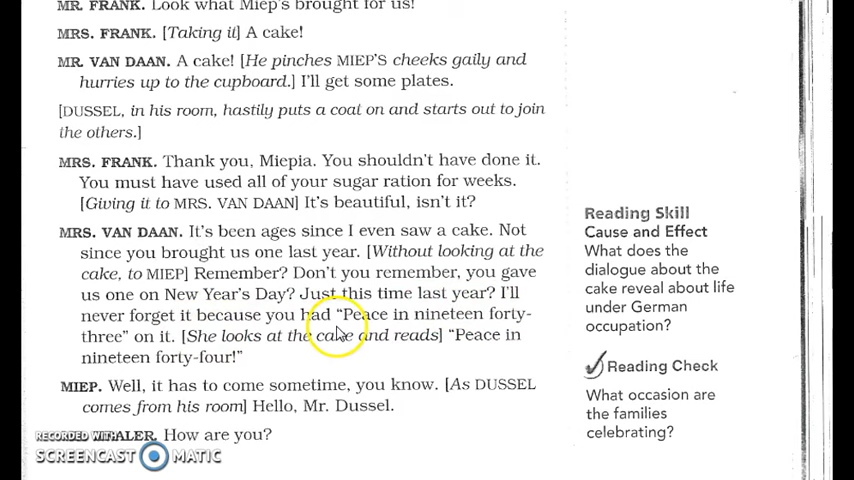 MR. FRANK. Look what Miep's brought for us!
MRS. FRANK. [Taking it] A cake!
MR. VAN DAAN. A cake! [He pinches MIEP'S cheeks gaily and
hurries up to the cupboard.] I'll get some plates.
[DUSSEL, in his room, hastily puts a coat on and starts out to join
the others.]
MRS. FRANK. Thank you, Miepia. You shouldn't have done it.
You must have used all of your sugar ration for weeks.
[Giving it to MRS. VAN DAAN] It's beautiful, isn't it?
MRS. VAN DAAN. It's been ages since I even saw a cake. Not
since you brought us one last year. [Without looking at the
cake, to MIEP] Remember? Don't you remember, you gave
us one on New Year's Day? Just this time last year? I'll
never forget it because you had “Peace in nineteen forty-
three” on it. [She looks at the cake and reads] “Peace in
nineteen forty-four!”
MIEP. Well, it has to come sometime, you know. [As DUSSEL
comes from his room] Hello, Mr. Dussel.
How are you?
Reading Skill
Cause and Effect
What does the
dialogue about the
cake reveal about life
under German
occupation?
Reading Check
What occasion are
the families
celebrating?
RECORDED WITH
SCREENCAST MATIC